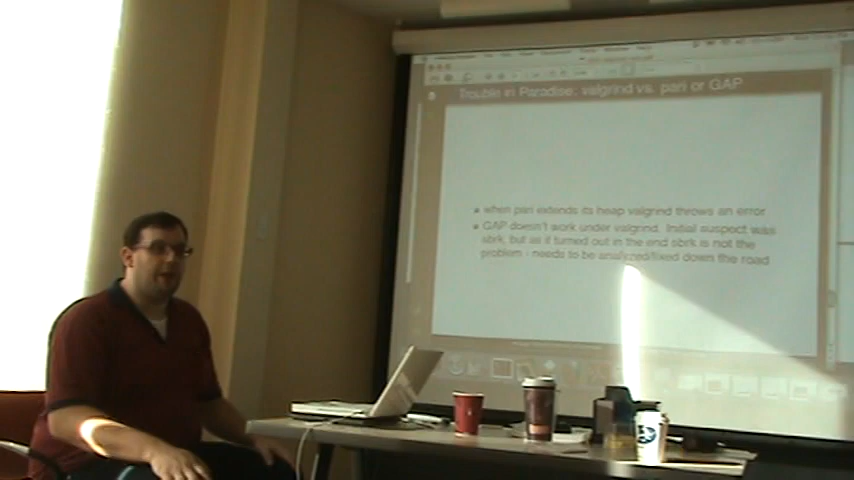 Trouble in Paradise: valgrind vs. pari or GAP
when pari extends its heap valgrind throws an error
GAP doesn't work under valgrind. Initial suspect was
sbrk, but as it turned out in the end sbrk is not the
problem - needs to be analized/fixed down the road